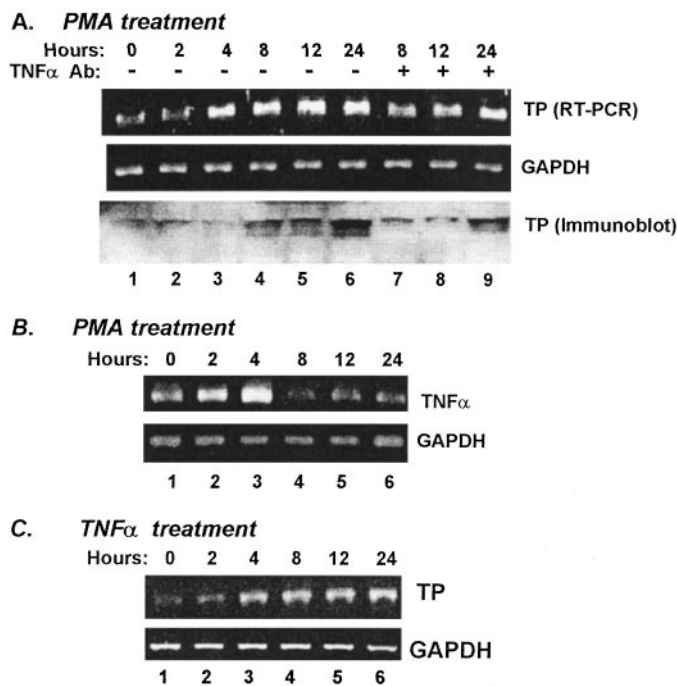 A. PMA treatment
Hours: 0 2 4 8 12 24 8 12 24
TNFα Ab: - - - - - - + + +
TP (RT-PCR)
GAPDH
TP (Immunoblot)
1 2 3 4 5 6 7 8 9
B. PMA treatment
Hours: 0 2 4 8 12 24
TNFα
GAPDH
1 2 3 4 5 6
C. TNFα treatment
Hours: 0 2 4 8 12 24
TP
GAPDH
1 2 3 4 5 6